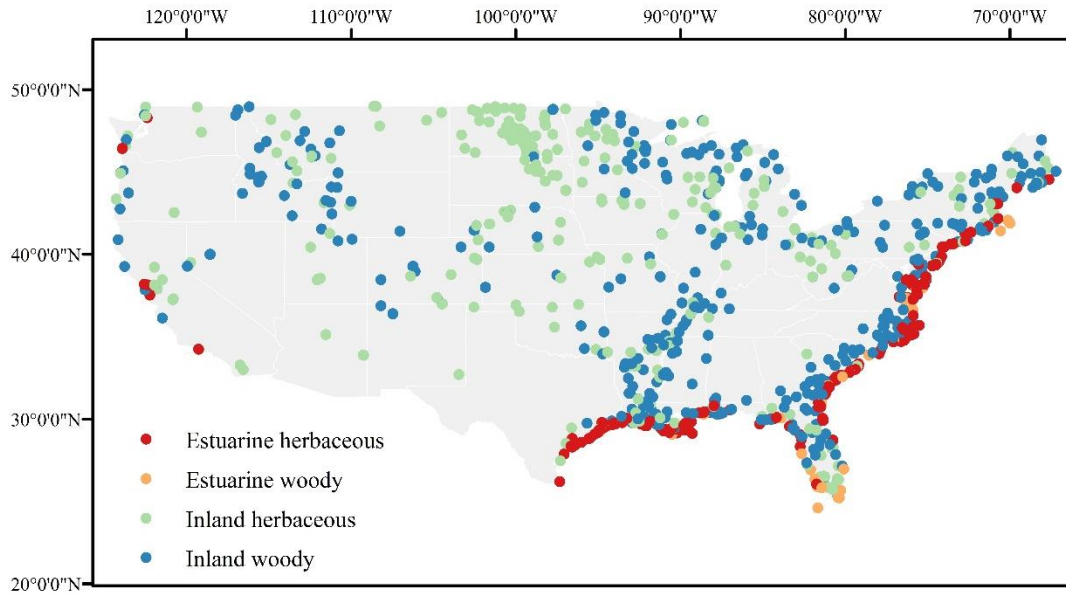 120°0'0"W 110°0'0"W 100°0'0"W 90°0'0"W 80°0'0"W 70°0'0"W
50°0'0"N
40°0'0"N
30°0'0"N
Estuarine herbaceous
Estuarine woody
Inland herbaceous
Inland woody
20°0'0"N